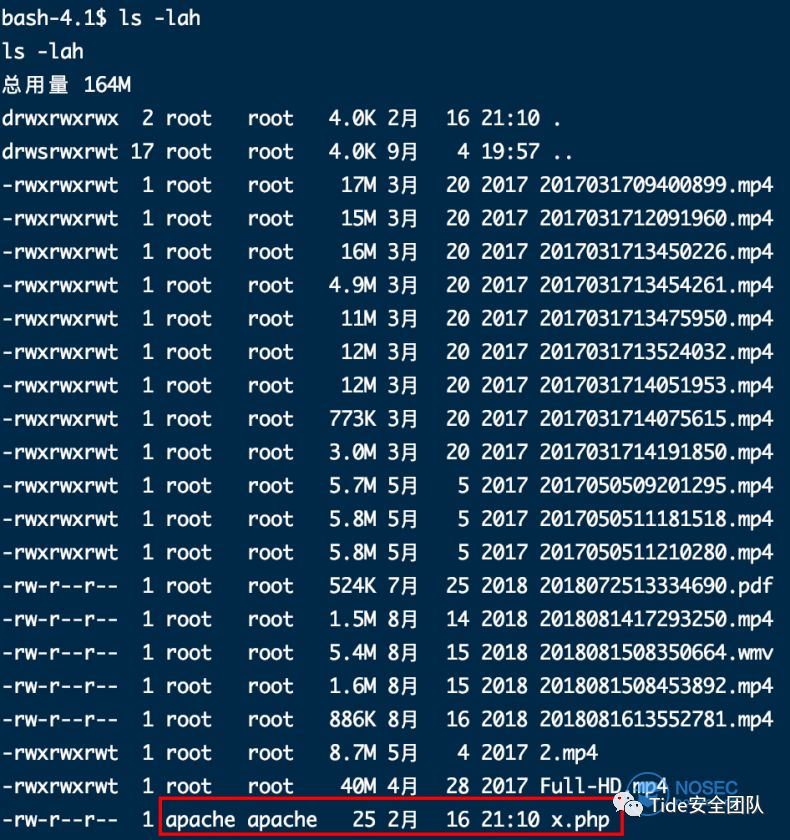 bash-4.1$ ls -lah
ls -lah
总用量 164M
drwxrwxrwx 2 root root 4.0K 2月 16 21:10 .
drwsrwxrwt 17 root root 4.0K 9月 4 19:57 ..
-rwxrwxrwt 1 root root 17M 3月 20 2017 2017031709400899.mp4
-rwxrwxrwt 1 root root 15M 3月 20 2017 2017031712091960.mp4
-rwxrwxrwt 1 root root 16M 3月 20 2017 2017031713450226.mp4
-rwxrwxrwt 1 root root 4.9M 3月 20 2017 2017031713454261.mp4
-rwxrwxrwt 1 root root 11M 3月 20 2017 2017031713475950.mp4
-rwxrwxrwt 1 root root 12M 3月 20 2017 2017031713524032.mp4
-rwxrwxrwt 1 root root 12M 3月 20 2017 2017031714051953.mp4
-rwxrwxrwt 1 root root 773K 3月 20 2017 2017031714075615.mp4
-rwxrwxrwt 1 root root 3.0M 3月 20 2017 2017031714191850.mp4
-rwxrwxrwt 1 root root 5.7M 5月 5 2017 2017050509201295.mp4
-rwxrwxrwt 1 root root 5.8M 5月 5 2017 2017050511181518.mp4
-rwxrwxrwt 1 root root 5.8M 5月 5 2017 2017050511210280.mp4
-rw-r--r-- 1 root root 524K 7月 25 2018 2018072513334690.pdf
-rw-r--r-- 1 root root 1.5M 8月 14 2018 2018081417293250.mp4
-rw-r--r-- 1 root root 5.4M 8月 15 2018 2018081508350664.wmv
-rw-r--r-- 1 root root 1.6M 8月 15 2018 2018081508453892.mp4
-rw-r--r-- 1 root root 886K 8月 16 2018 2018081613552781.mp4
-rwxrwxrwt 1 root root 8.7M 5月 4 2017 2.mp4
-rwxrwxrwt 1 root root 40M 4月 28 2017 Full-HD.mp4
NOSEC
-rw-r--r-- 1 apache apache 25 2月 16 21:10 x.php
Tide安全团队